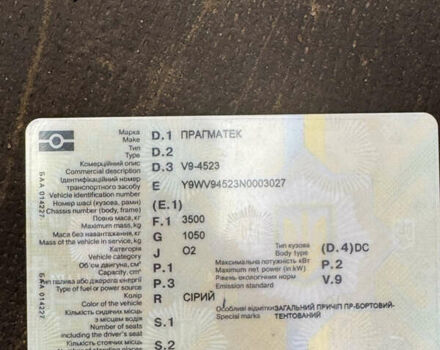 Марка
Make
D.1 ПРАГМАТЕК
Type
D.2
Комерційний опис
Commercial description
D.3 V9-4523
Ідентифікаційний номер
транспортного засобу
Vehicle identification number
E Y9WV94523N0003027
Номер шасі (кузова, рами)
Chassis number (body, frame)
(E.1)
Повна маса, кг
Maximum mass, kg
F.1 3500
Маса без навантаження, кг
Mass of the vehicle in service, kg
G 1050
Категорія
Vehicle category
J O2
Тип кузова
Body type
(D.4) DC
Об'єм двигуна, см³
Capacity, cm³
P.1
Максимальна потужність кВт
Maximum net power (in kW)
P.2
Тип палива або джерела енергії
Type of fuel or power source
P.3
Рівень екологічних норм
Emission standard
V.9
Колір
Color of the vehicle
R СІРИЙ
Особливі відмітки
Special marks
ЗАГАЛЬНИЙ ПРИЧІП ПР-БОРТОВИЙ-
ТЕНТОВАНИЙ
Кількість сидячих місць
з місцем водія
Number of seats
including the driver's seat
S.1
Кількість стоячих місць
S.2